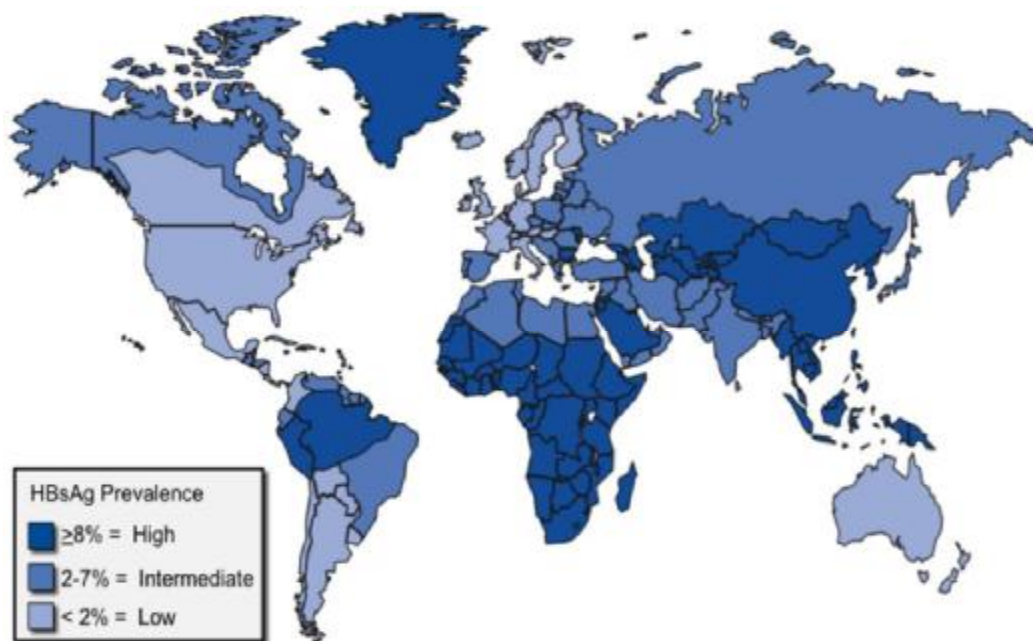 HBsAg Prevalence
≥8% = High
2-7% = Intermediate
< 2% = Low